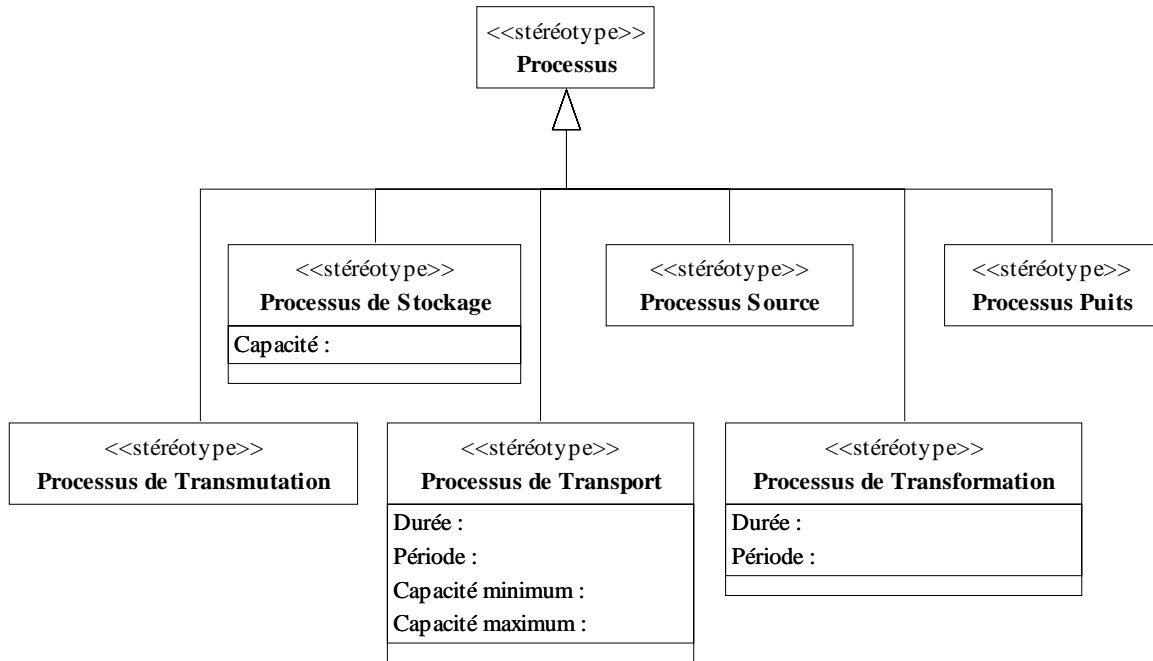 <<stéréotype>>
Processus
<<stéréotype>>
Processus de Stockage
Capacité :
<<stéréotype>>
Processus Source
<<stéréotype>>
Processus Puits
<<stéréotype>>
Processus de Transmutation
<<stéréotype>>
Processus de Transport
Durée :
Période :
Capacité minimum :
Capacité maximum :
<<stéréotype>>
Processus de Transformation
Durée :
Période :